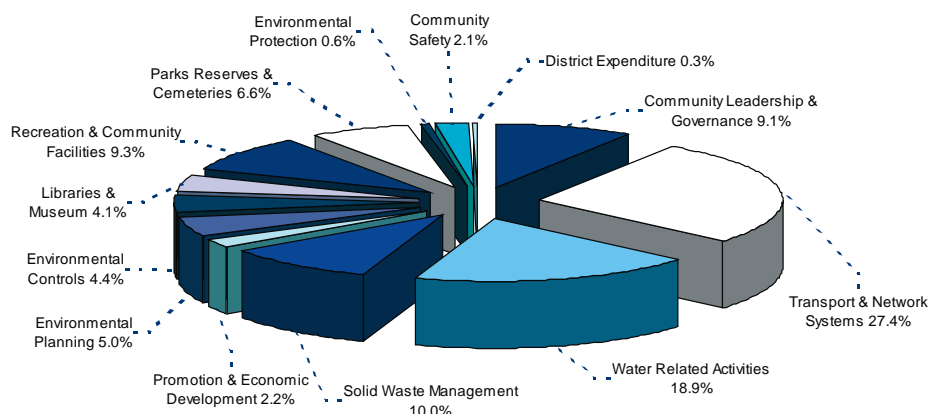 Environmental
Protection 0.6%
Community
Safety 2.1%
District Expenditure 0.3%
Parks Reserves &
Cemeteries 6.6%
Community Leadership &
Governance 9.1%
Recreation & Community
Facilities 9.3%
Libraries &
Museum 4.1%
Environmental
Controls 4.4%
Environmental
Planning 5.0%
Transport & Network
Systems 27.4%
Promotion & Economic
Development 2.2%
Solid Waste Management
10.0%
Water Related Activities
18.9%